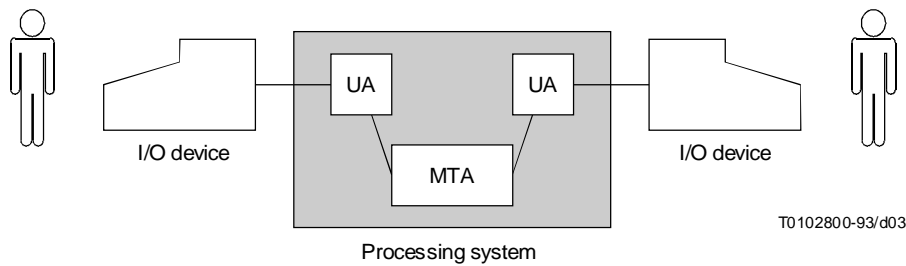 UA
UA
I/O device
I/O device
MTA
T0102800-93/d03
Processing system